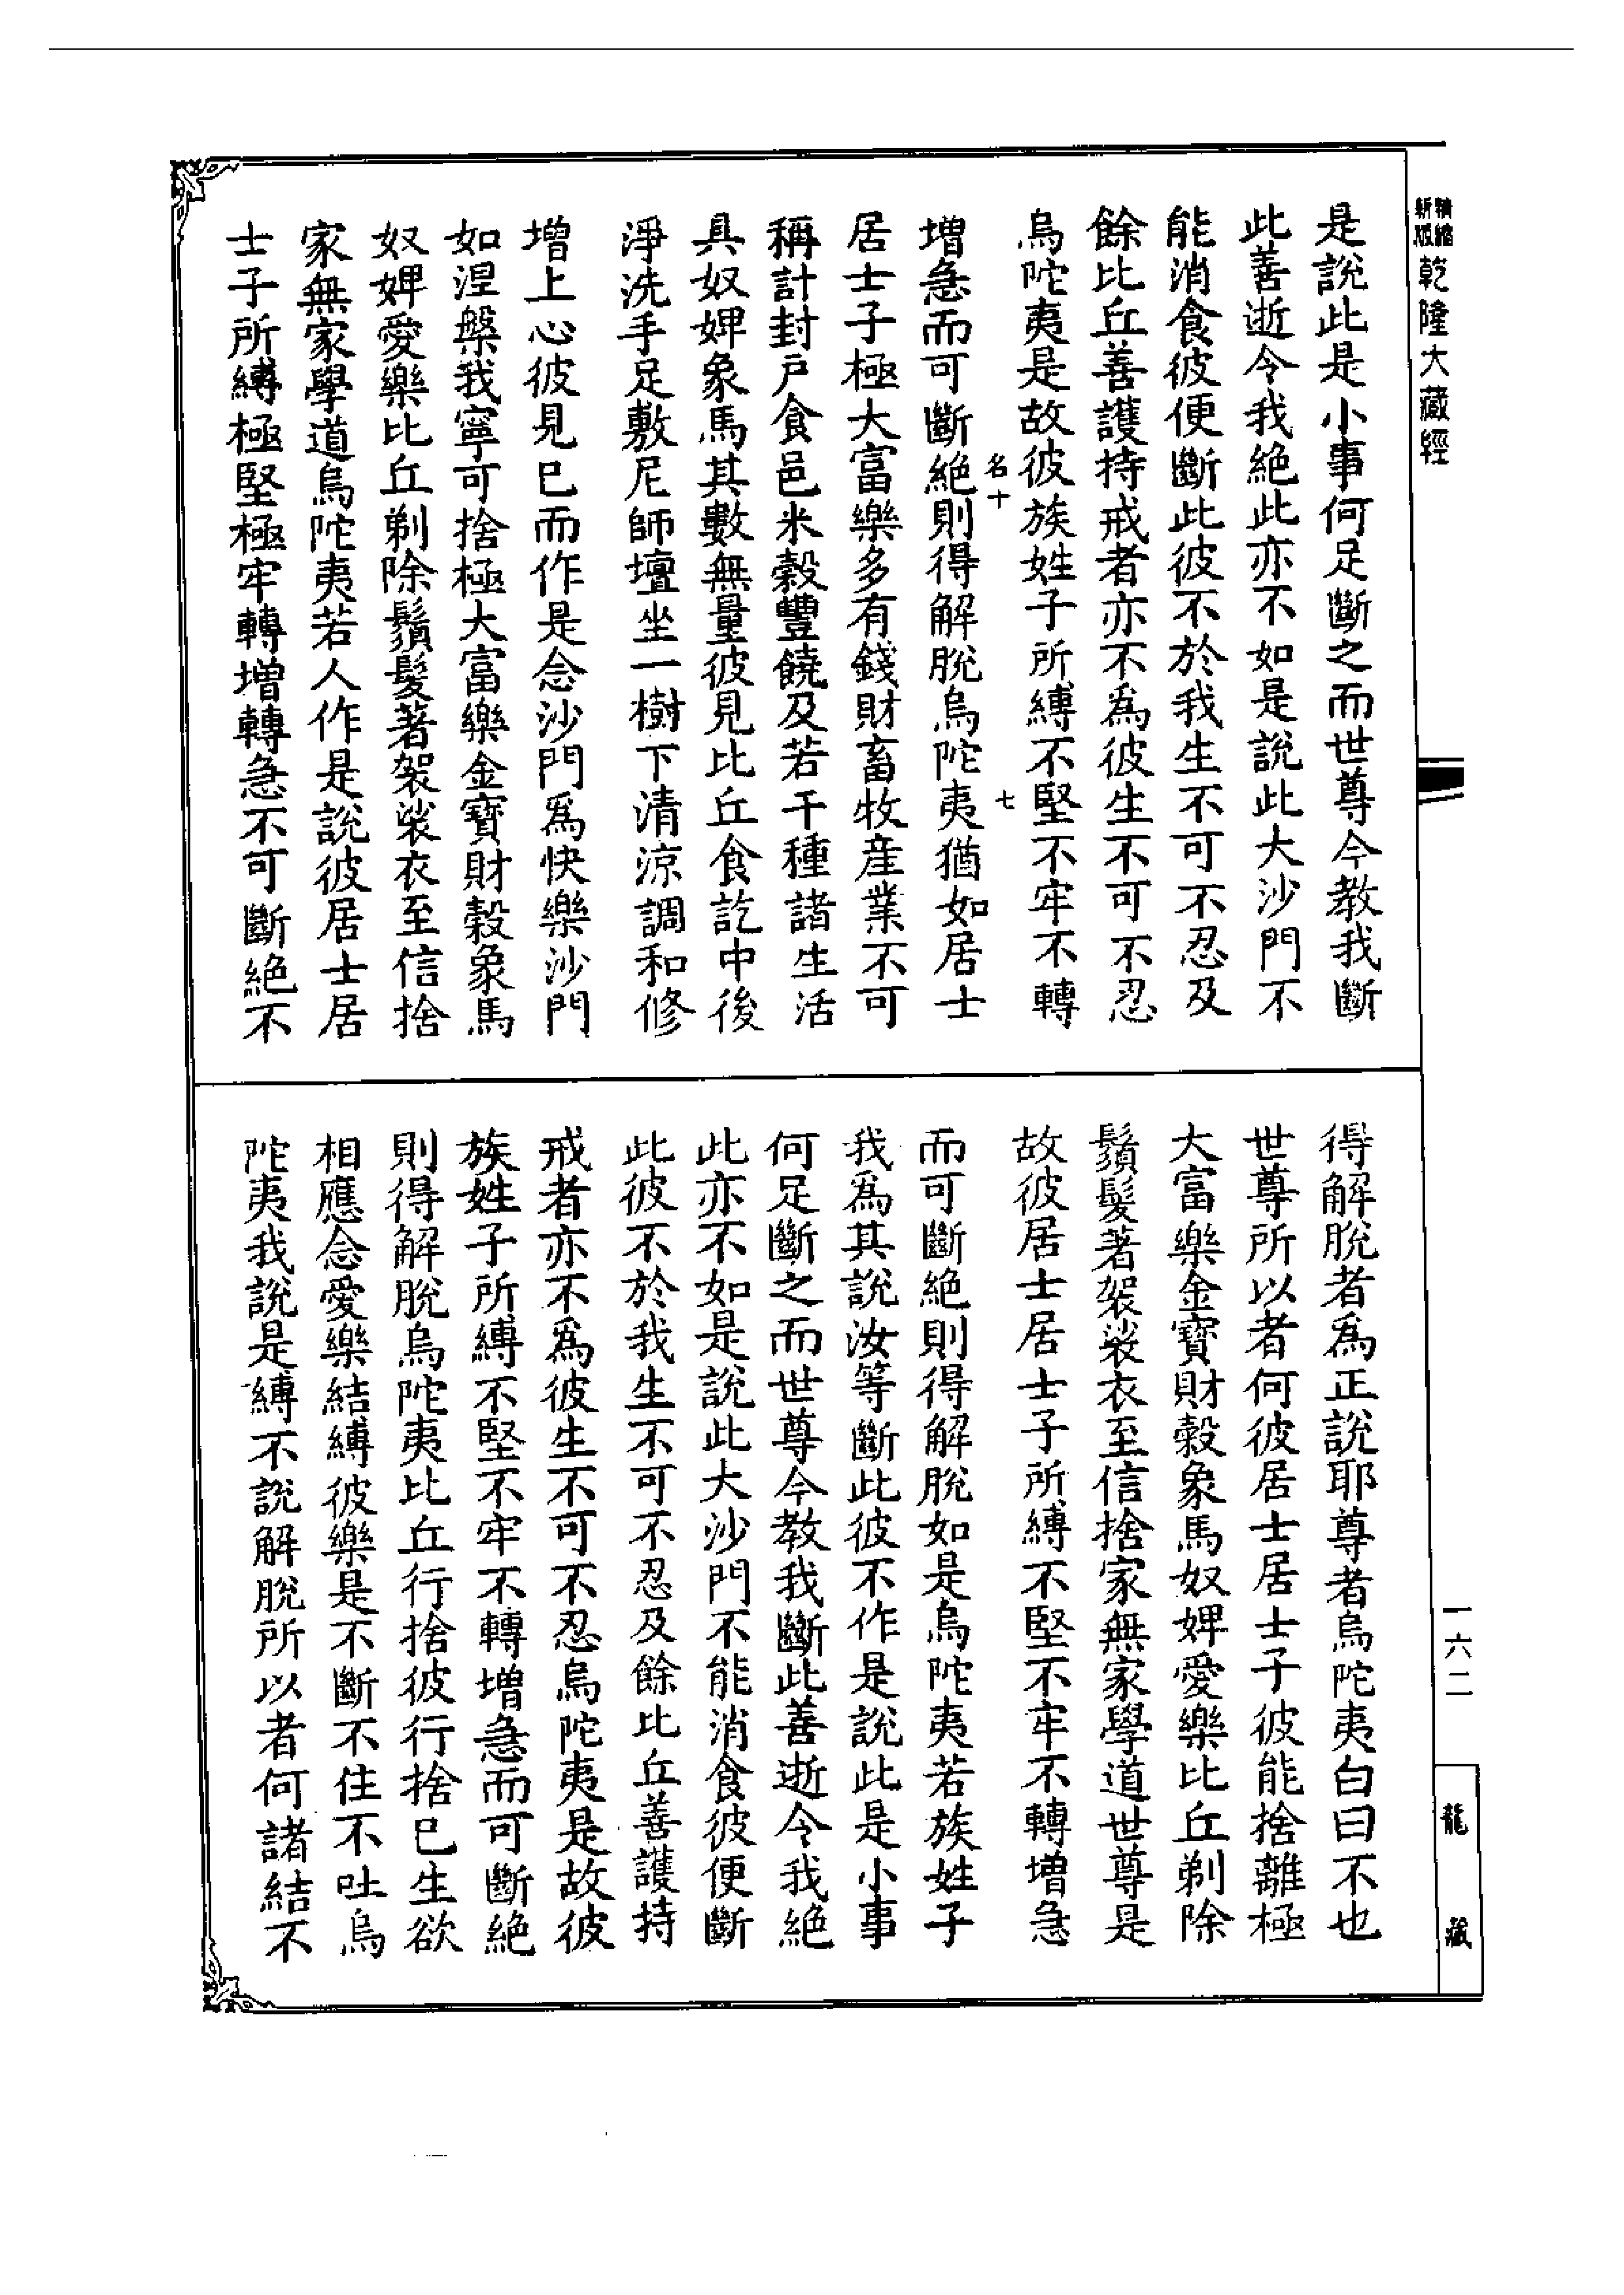 精縮新版乾隆大藏經
是說此是小事何足斷之而世尊今教我斷
此善逝令我絕此亦不如是說此大沙門不
能消食彼便斷此彼不於我生不可不忍及
餘比丘善護持戒者亦不為彼生不可不忍
烏陀夷是故彼族姓子所縛不堅不牢不轉
名十 七
增急而可斷絕則得解脫烏陀夷猶如居士
居士子極大富樂多有錢財畜牧產業不可
稱計封戶食邑米穀豐饒及若干種諸生活
具奴婢象馬其數無量彼見比丘食訖中後
淨洗手足敷尼師壇坐一樹下清涼調和修
增上心彼見已而作是念沙門為快樂沙門
如涅槃我寧可捨極大富樂金寶財穀象馬
奴婢愛樂比丘剃除鬚髮著袈裟衣至信捨
家無家學道烏陀夷若人作是說彼居士居
士子所縛極堅極牢轉增轉急不可斷絕不
得解脫者為正說耶尊者烏陀夷白曰不也
世尊所以者何彼居士居士子彼能捨離極
大富樂金寶財穀象馬奴婢愛樂比丘剃除
鬚髮著袈裟衣至信捨家無家學道世尊是
故彼居士居士子所縛不堅不牢不轉增急
而可斷絕則得解脫如是烏陀夷若族姓子
我為其說汝等斷此彼不作是說此是小事
何足斷之而世尊今教我斷此善逝令我絕
此亦不如是說此大沙門不能消食彼便斷
此彼不於我生不可不忍及餘比丘善護持
戒者亦不為彼生不可不忍烏陀夷是故彼
族姓子所縛不堅不牢不轉增急而可斷絕
則得解脫烏陀夷比丘行捨彼行捨已生欲
相應念愛樂結縛彼樂是不斷不住不吐烏
陀夷我說是縛不說解脫所以者何諸結不
一六二
龍藏